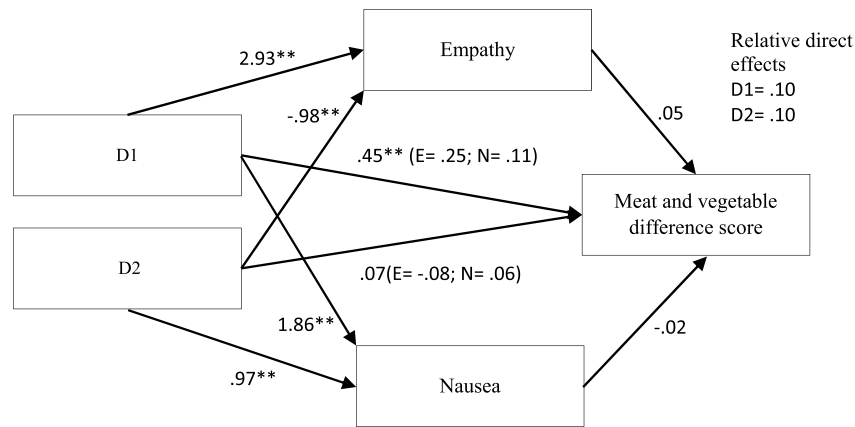 Empathy
Relative direct
effects
D1= .10
D2= .10
2.93**
-.98**
.05
D1
.45** (E= .25; N= .11)
Meat and vegetable
difference score
D2
.07(E= -.08; N= .06)
1.86**
-.02
.97**
Nausea